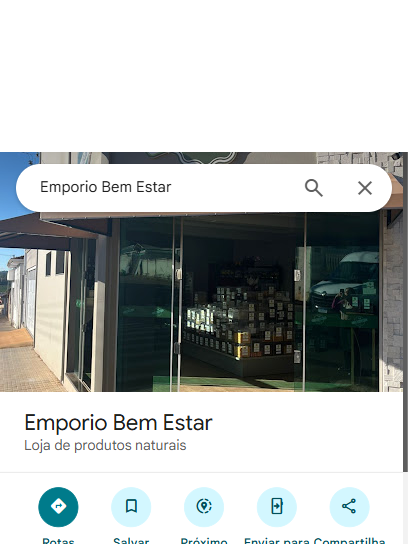 Emporio Bem Estar
Emporio Bem Estar
Loja de produtos naturais
Rotas Salvar Próximo Enviar para Compartilha